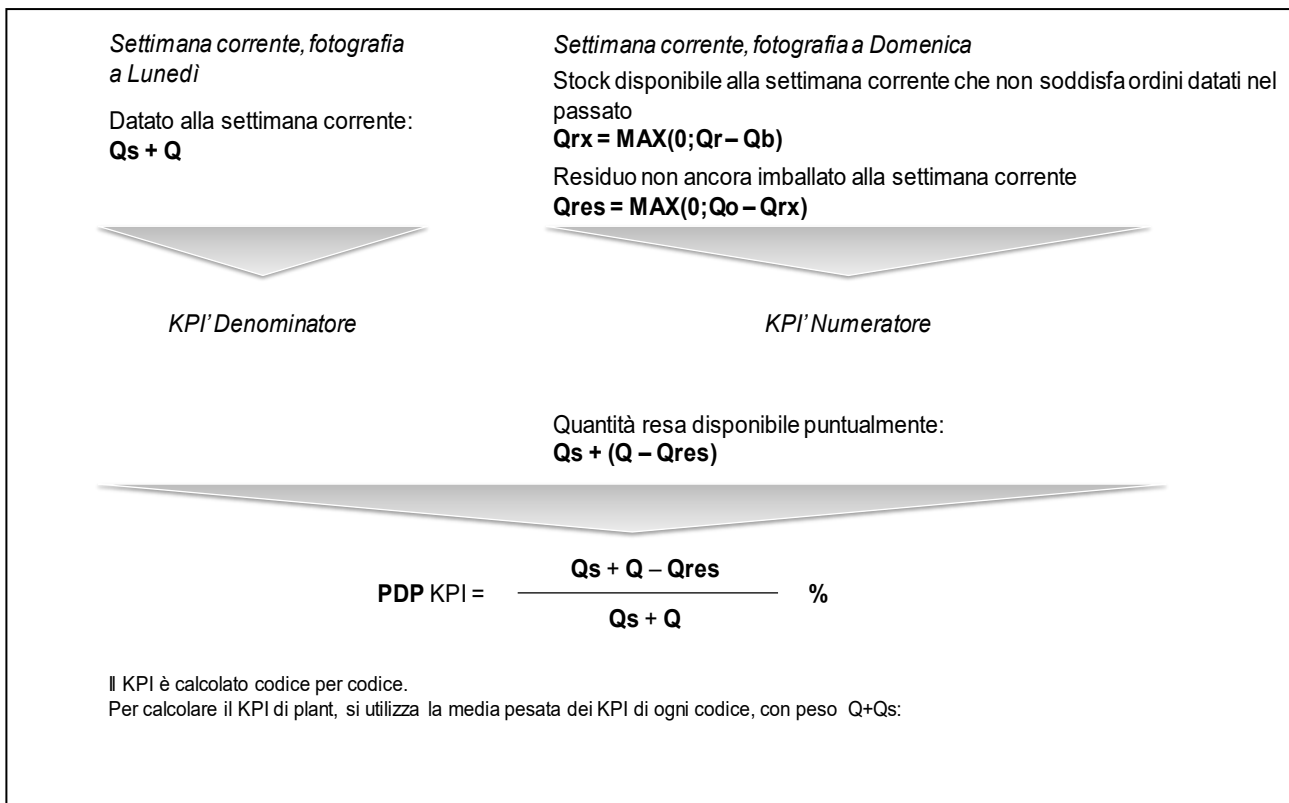 Settimana corrente, fotografia
a Lunedì
Datato alla settimana corrente:
Qs + Q
Settimana corrente, fotografia a Domenica
Stock disponibile alla settimana corrente che non soddisfa ordini datati nel
passato
Qrx = MAX(0;Qr – Qb)
Residuo non ancora imballato alla settimana corrente
Qres = MAX(0;Qo – Qrx)
KPI' Denominatore
KPI' Numeratore
Quantità resa disponibile puntualmente:
Qs + (Q – Qres)
PDP KPI =
Qs + Q – Qres
Qs + Q
%
Il KPI è calcolato codice per codice.
Per calcolare il KPI di plant, si utilizza la media pesata dei KPI di ogni codice, con peso Q+Qs: